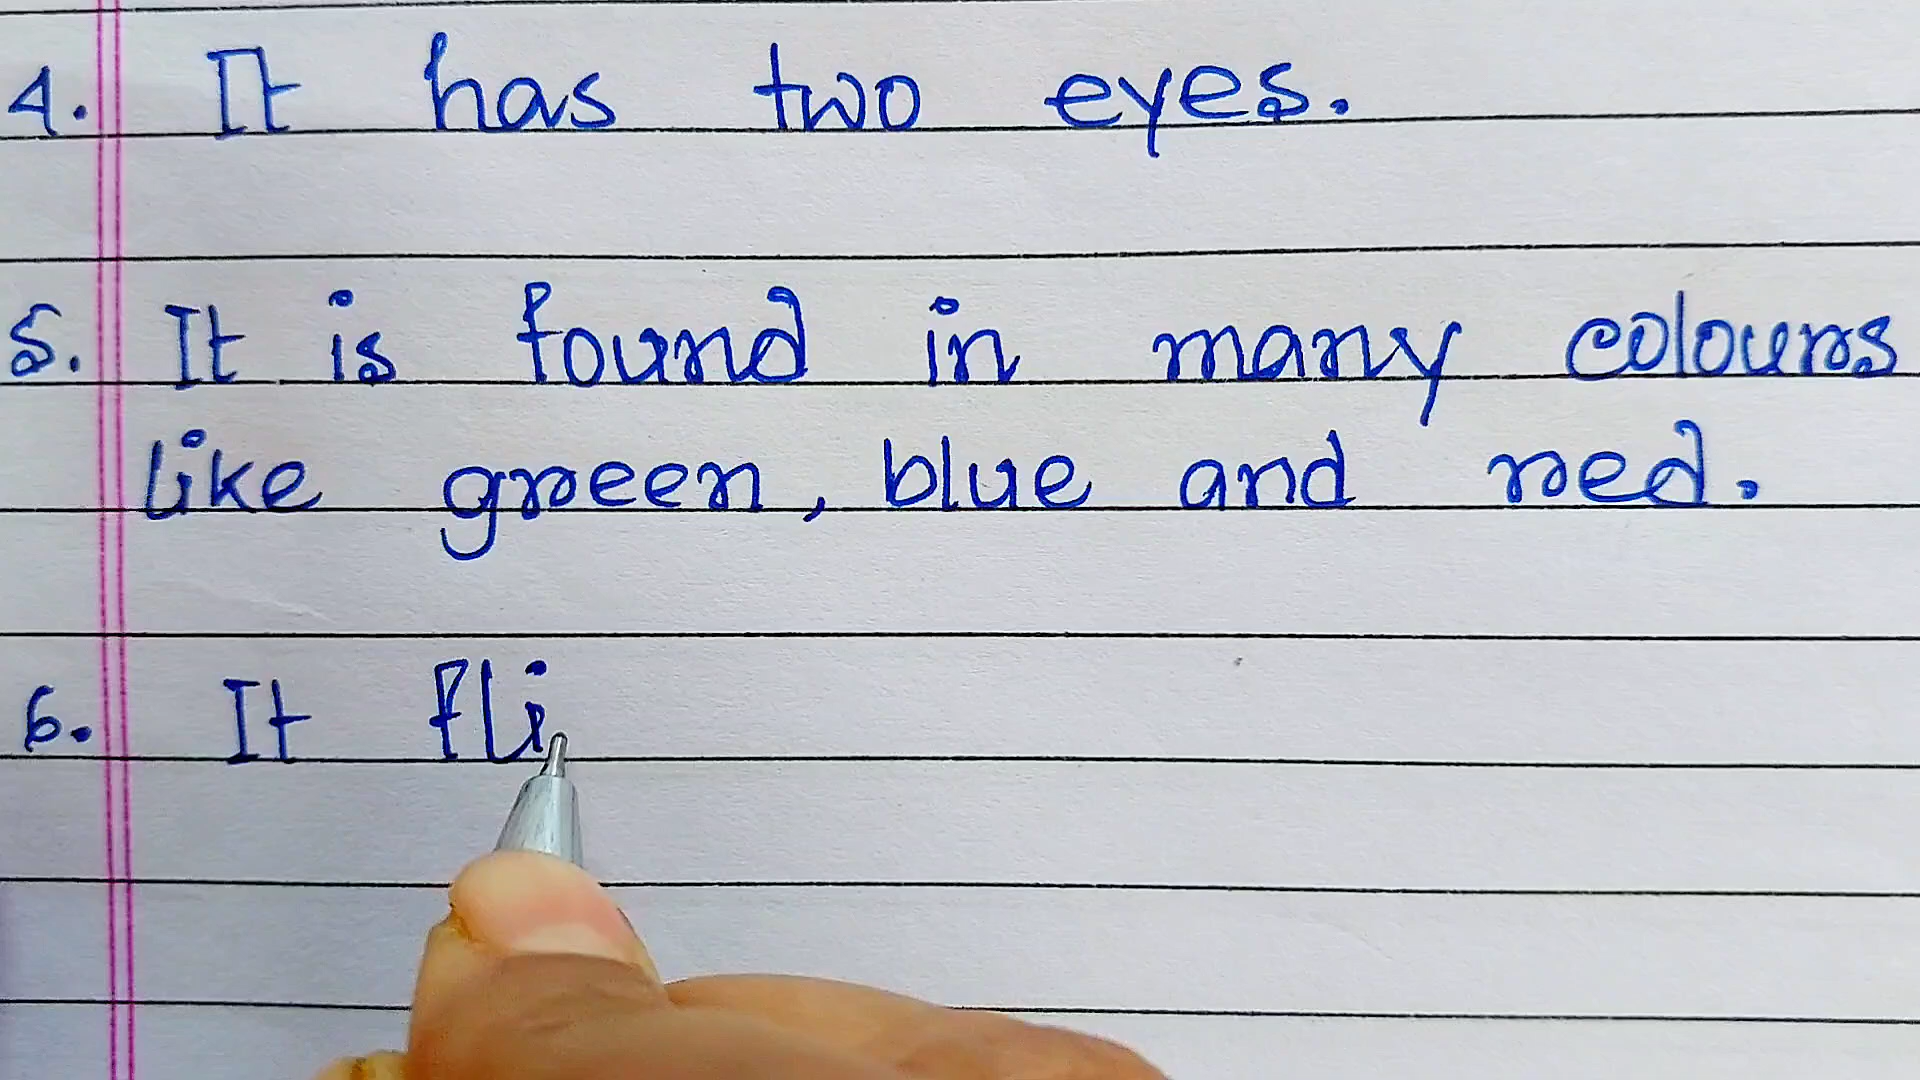 4. It has two eyes.
5. It is found in many colours
like green, blue and red.
6. It fli